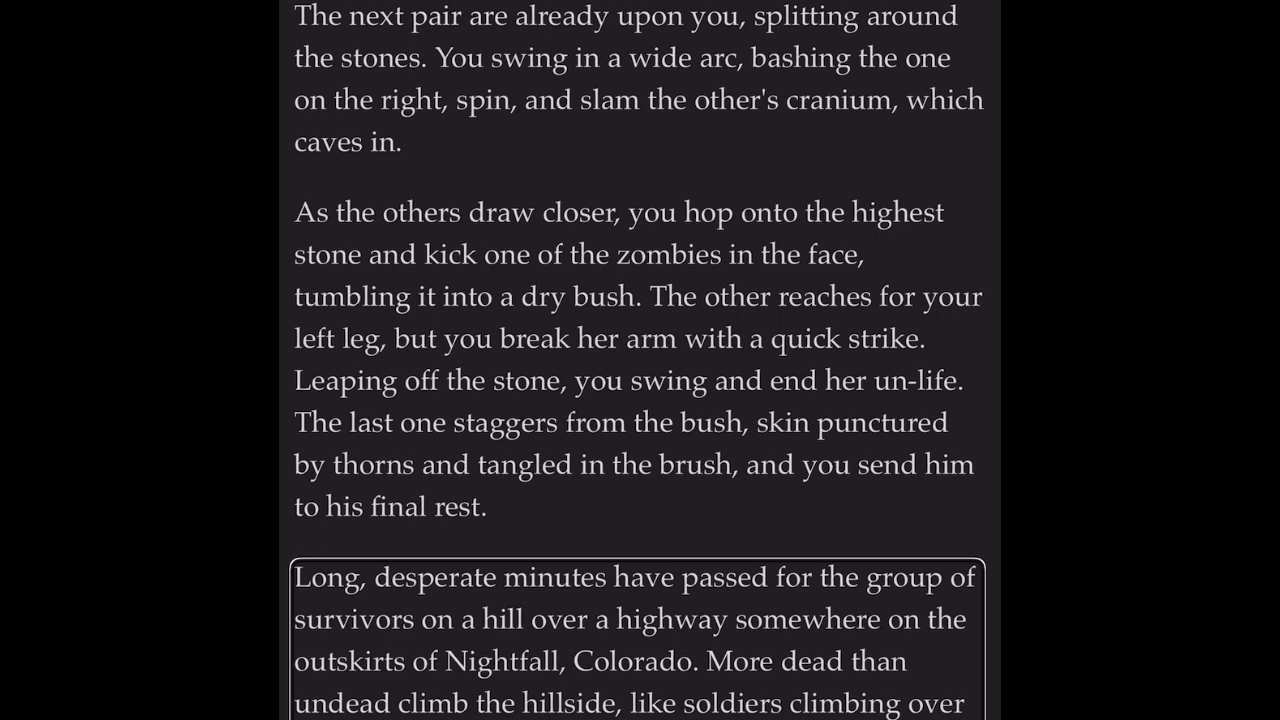 The next pair are already upon you, splitting around
the stones. You swing in a wide arc, bashing the one
on the right, spin, and slam the other's cranium, which
caves in.
As the others draw closer, you hop onto the highest
stone and kick one of the zombies in the face,
tumbling it into a dry bush. The other reaches for your
left leg, but you break her arm with a quick strike.
Leaping off the stone, you swing and end her un-life.
The last one staggers from the bush, skin punctured
by thorns and tangled in the brush, and you send him
to his final rest.
Long, desperate minutes have passed for the group of
survivors on a hill over a highway somewhere on the
outskirts of Nightfall, Colorado. More dead than
undead climb the hillside, like soldiers climbing over